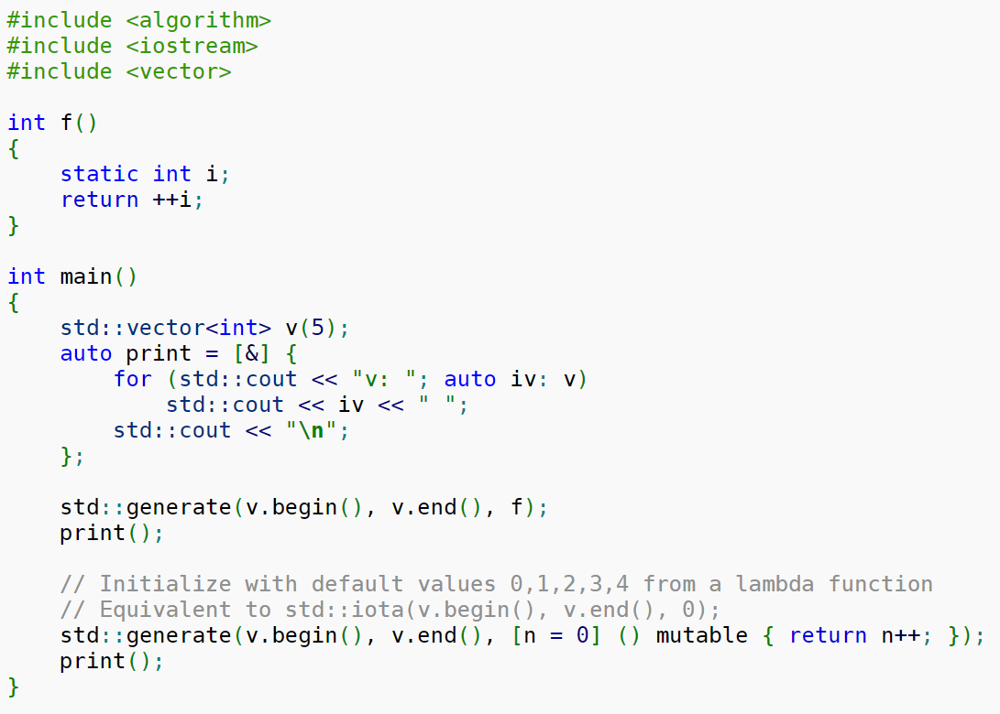 #include <algorithm>
#include <iostream>
#include <vector>

int f()
{
    static int i;
    return ++i;
}

int main()
{
    std::vector<int> v(5);
    auto print = [&] {
        for (std::cout << "v: "; auto iv: v)
            std::cout << iv << " ";
        std::cout << "\n";
    };

    std::generate(v.begin(), v.end(), f);
    print();

    // Initialize with default values 0,1,2,3,4 from a lambda function
    // Equivalent to std::iota(v.begin(), v.end(), 0);
    std::generate(v.begin(), v.end(), [n = 0] () mutable { return n++; });
    print();
}